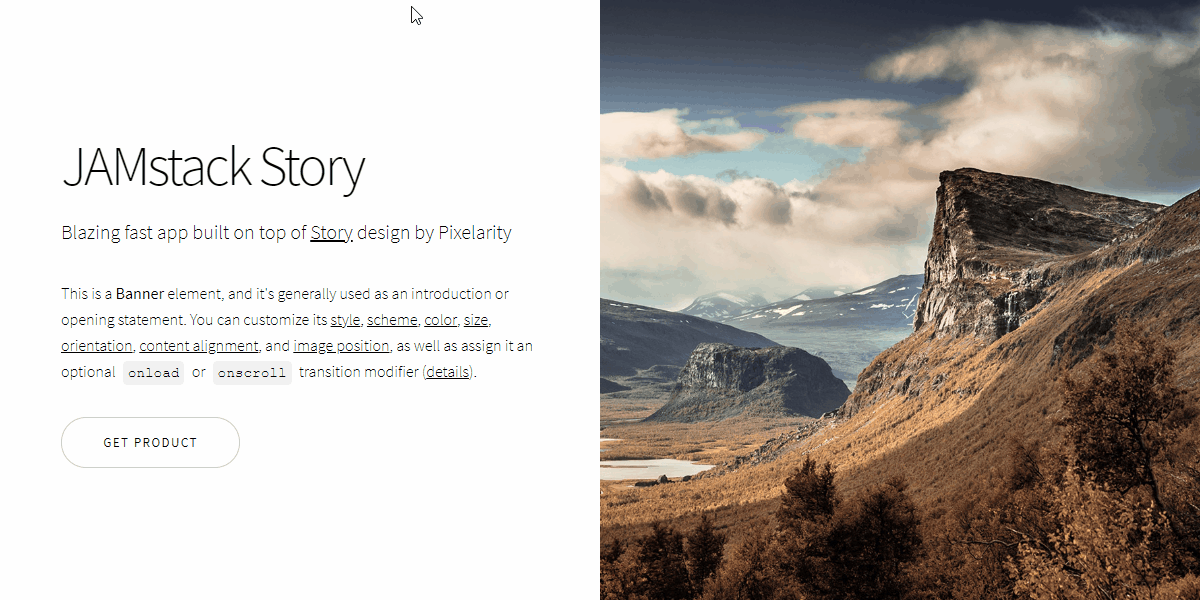 JAMstack Story
Blazing fast app built on top of Story design by Pixelarity
This is a Banner element, and it's generally used as an introduction or
opening statement. You can customize its style, scheme, color, size,
orientation, content alignment, and image position, as well as assign it an
optional onload or onscroll transition modifier (details).
GET PRODUCT